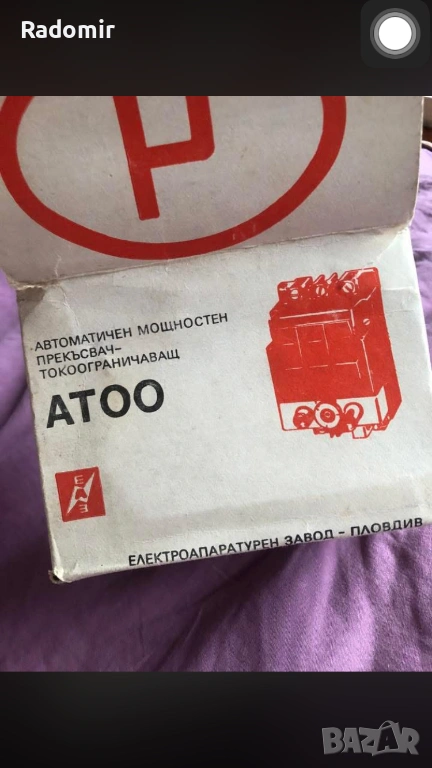 Radomir
АВТОМАТИЧЕН МОЩНОСТЕН
ПРЕКЪСВАЧ-
ТОКООГРАНИЧАВАЩ
АТОО
ЕЛЕКТРОАПАРАТУРЕН ЗАВОД - ПЛОВДИВ
BAZAR